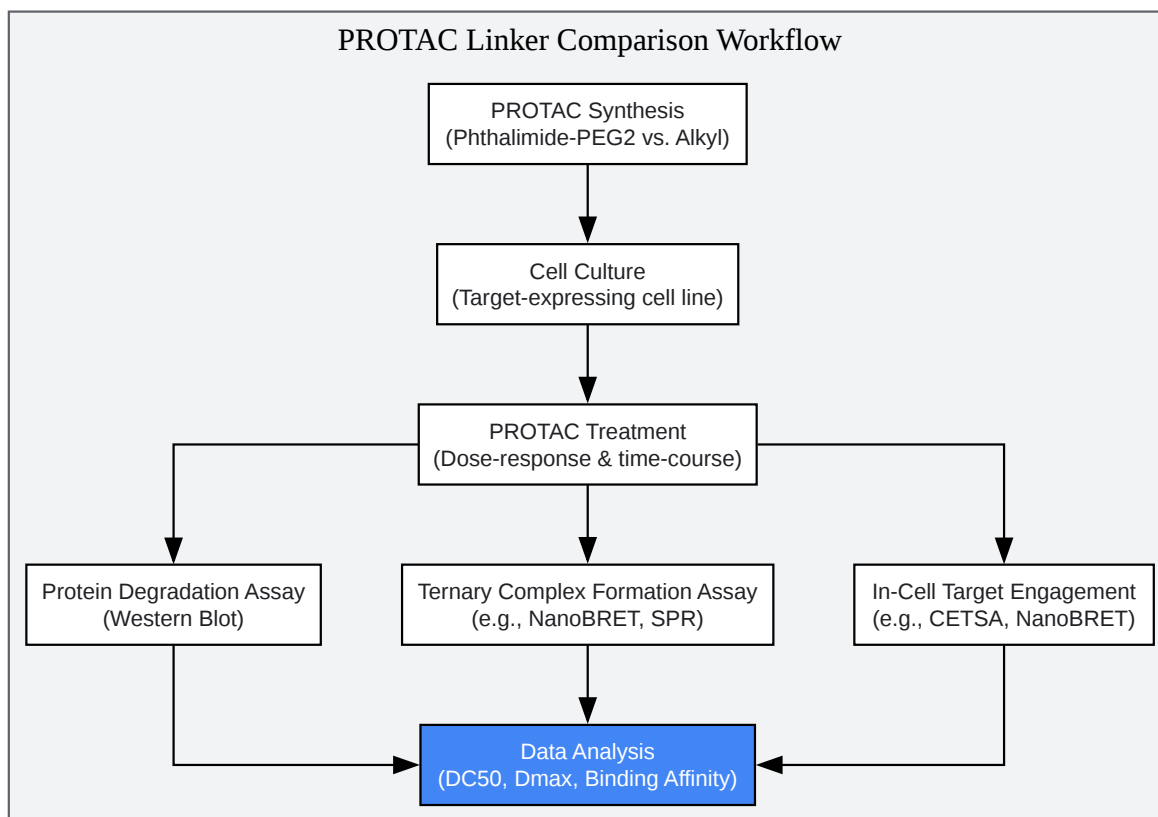 PROTAC Linker Comparison Workflow
PROTAC Synthesis
(Phthalimide-PEG2 vs. Alkyl)
Cell Culture
(Target-expressing cell line)
PROTAC Treatment
(Dose-response & time-course)
Protein Degradation Assay
(Western Blot)
Ternary Complex Formation Assay
(e.g., NanoBRET, SPR)
In-Cell Target Engagement
(e.g., CETSA, NanoBRET)
Data Analysis
(DC50, Dmax, Binding Affinity)